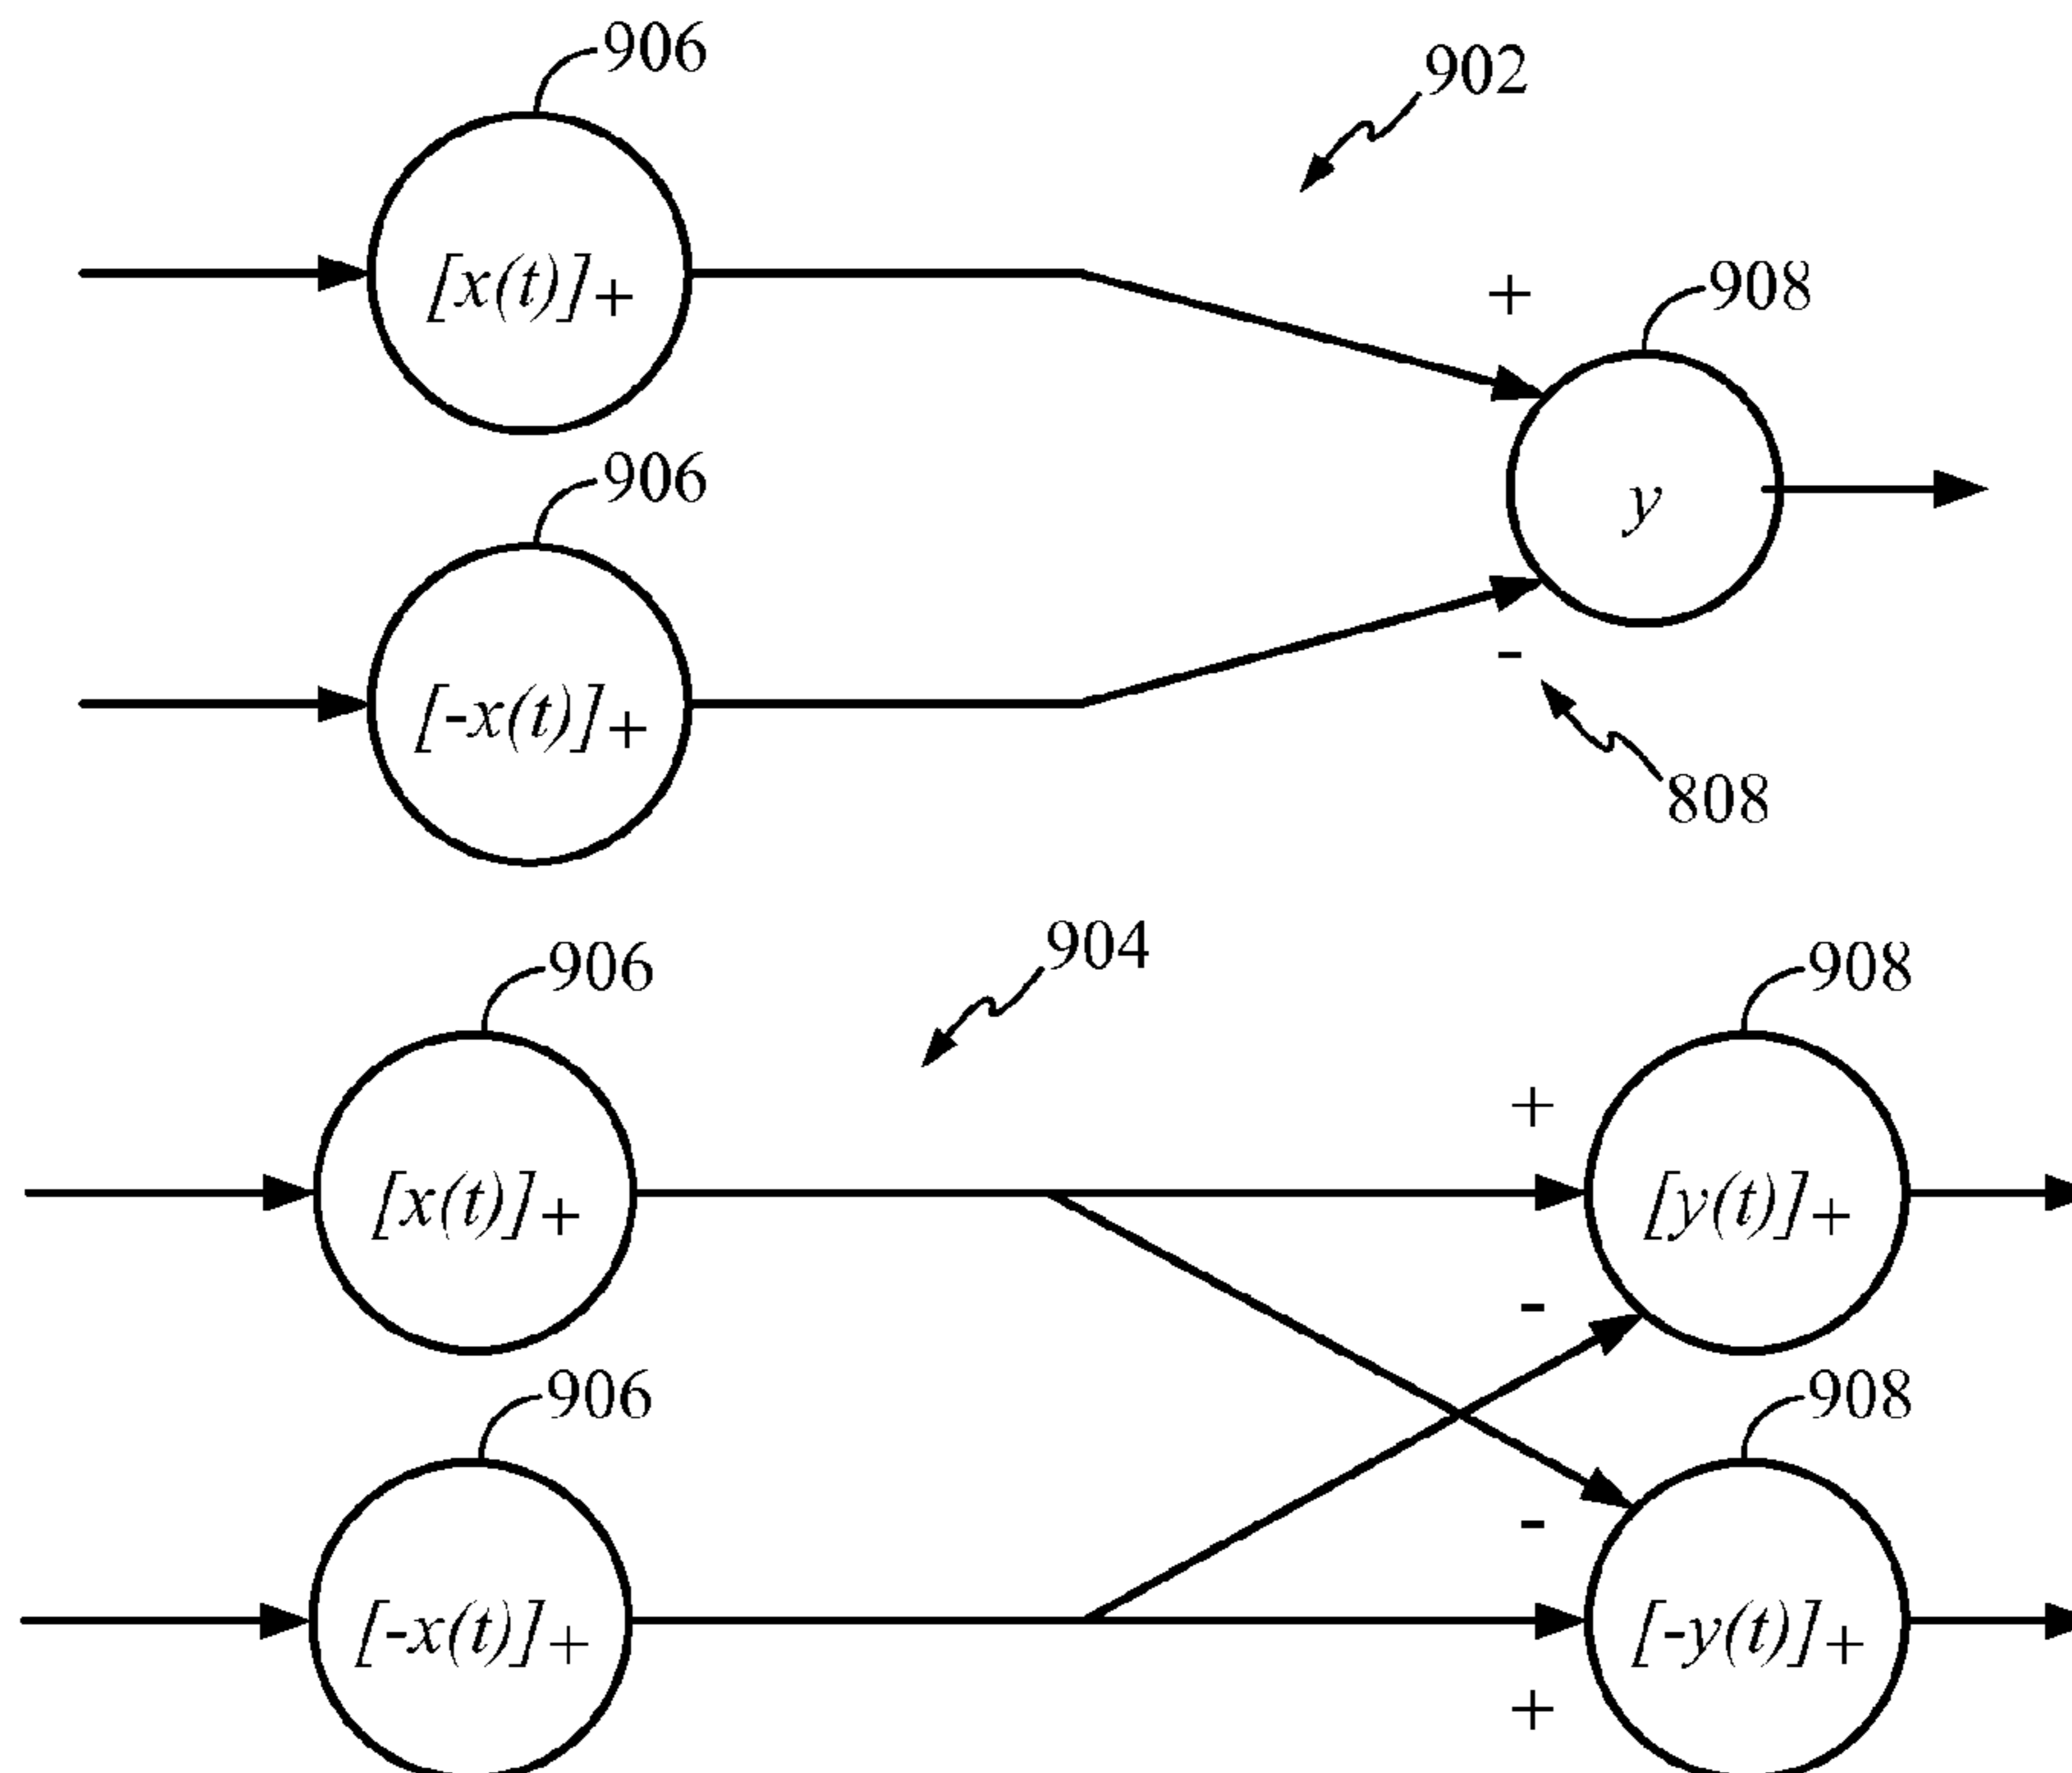 906
902
[x(t)]+
+
908
906
y
[-x(t)]+
-
808
904
906
908
+
[x(t)]+
[y(t)]+
-
906
908
-
[-x(t)]+
[-y(t)]+
+